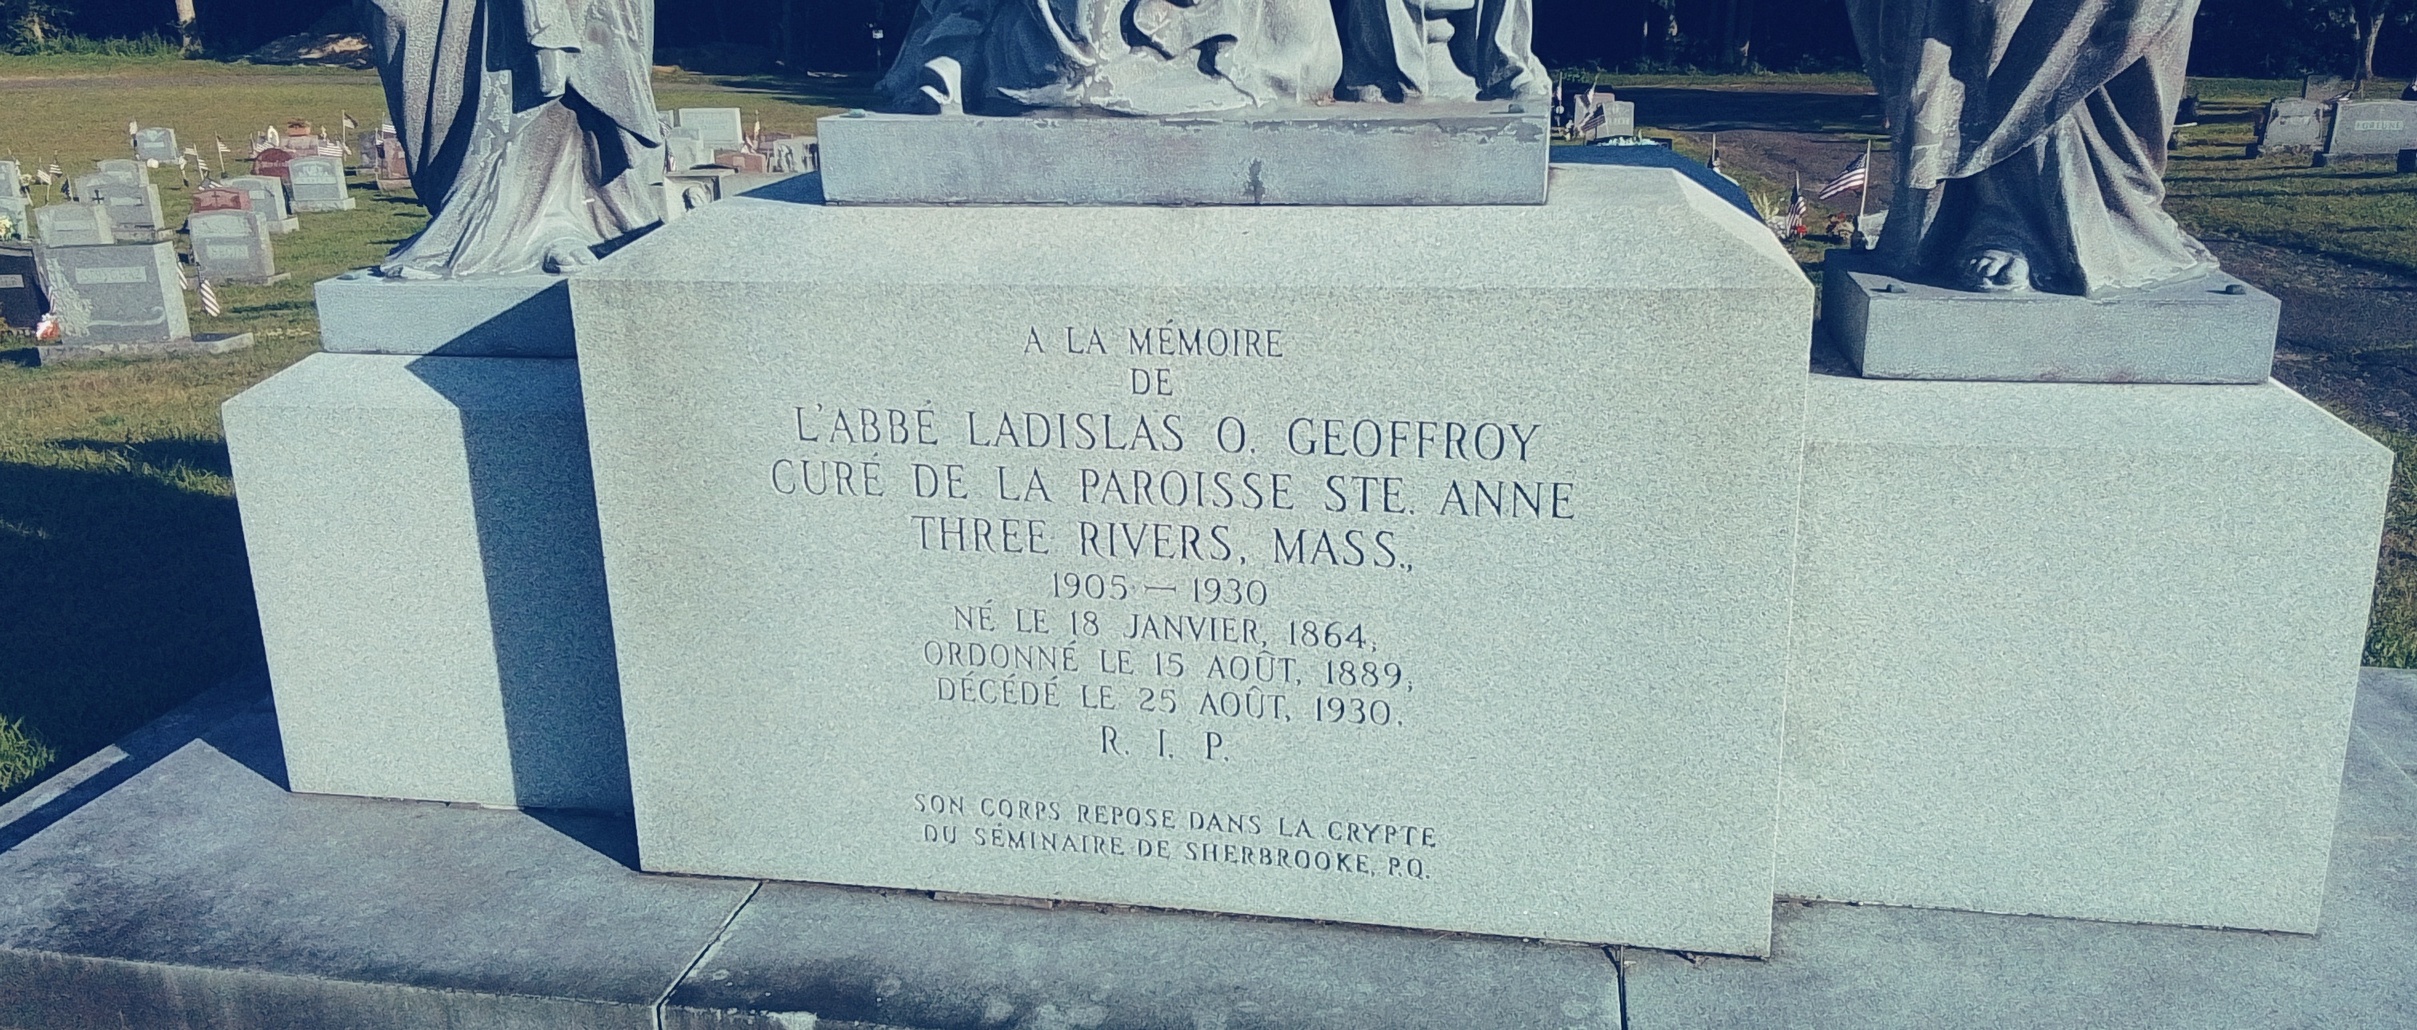 A LA MÉMOIRE
DE
L'ABBÉ LADISLAS O. GEOFFROY
CURÉ DE LA PAROISSE STE. ANNE
THREE RIVERS, MASS.,
1905 — 1930
NÉ LE 18 JANVIER, 1864,
ORDONNÉ LE 15 AOÛT, 1889,
DÉCÉDÉ LE 25 AOÛT, 1930.
R. I. P.
SON CORPS REPOSE DANS LA CRYPTE
DU SÉMINAIRE DE SHERBROOKE, P.Q.